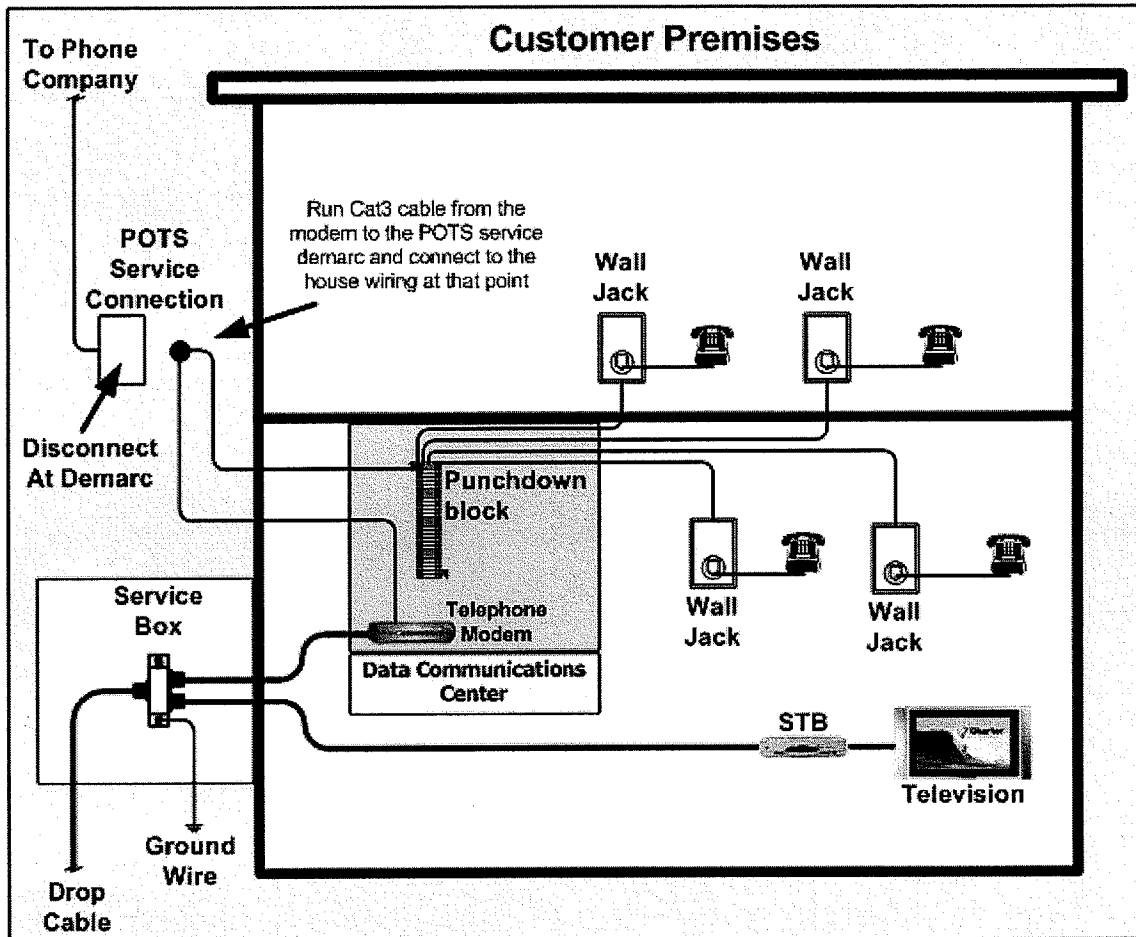 Customer Premises
To Phone
Company
Run Cat3 cable from the
modem to the POTS service
demarc and connect to the
house wiring at that point
POTS
Service
Connection
Wall
Jack
Wall
Jack
Disconnect
At Demarc
Punchdown
block
Wall
Jack
Wall
Jack
Service
Box
Telephone
Modem
Data Communications
Center
STB
Charter
Television
Ground
Wire
Drop
Cable